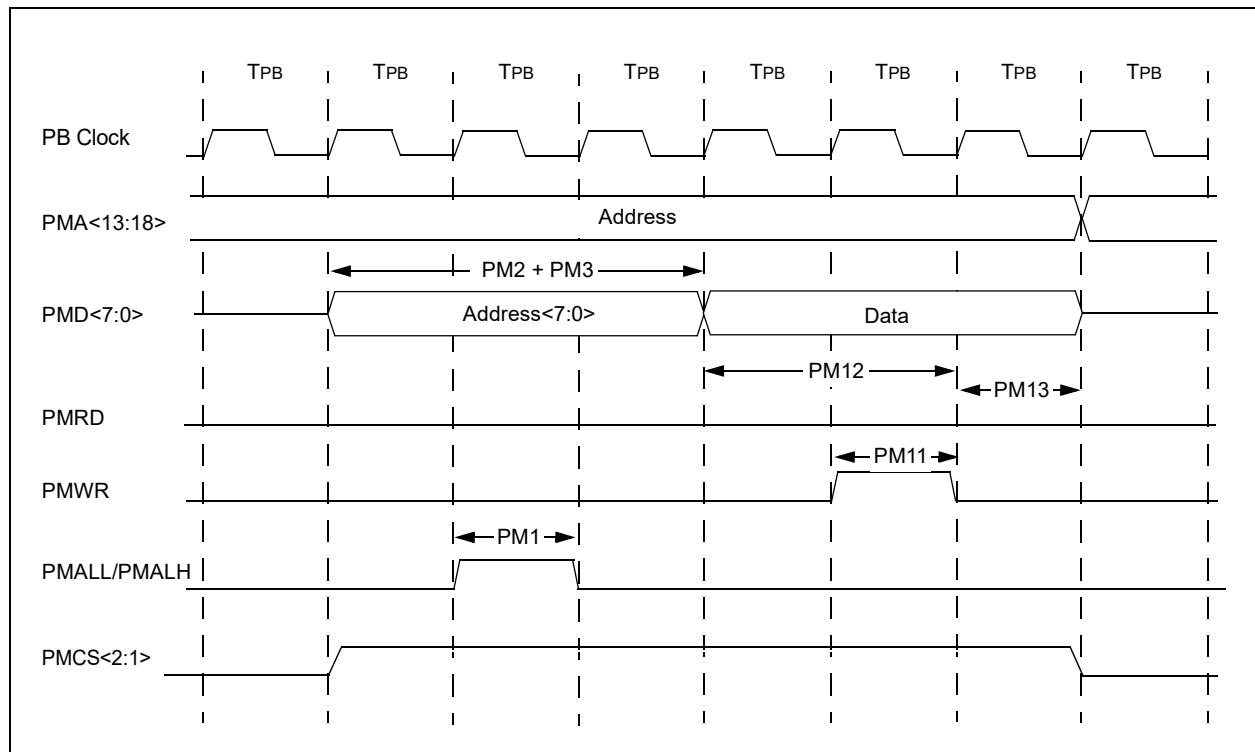 TPB TPB TPB TPB TPB TPB TPB TPB
PB Clock
PMA<13:18>
Address
PM2 + PM3
PMD<7:0>
Address<7:0>
Data
PM12
PM13
PMRD
PM11
PMWR
PM1
PMALL/PMALH
PMCS<2:1>